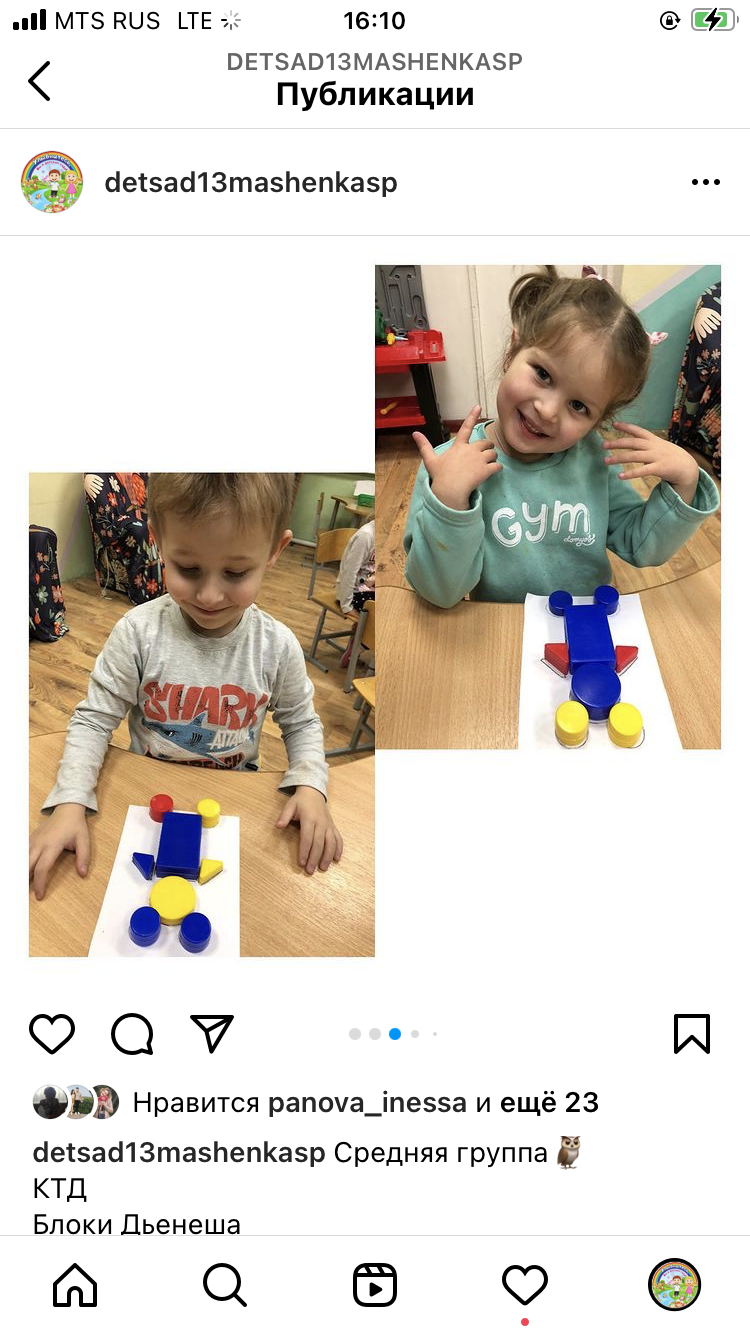 MTS RUS LTE 16:10
DETSAD13MASHENKASP
Публикации
detsad13mashenkasp
GYM
SHARK
ATTACK
Нравится panova_inessa и ещё 23
detsad13mashenkasp Средняя группа🦉
КТД
Блоки Дьенеша